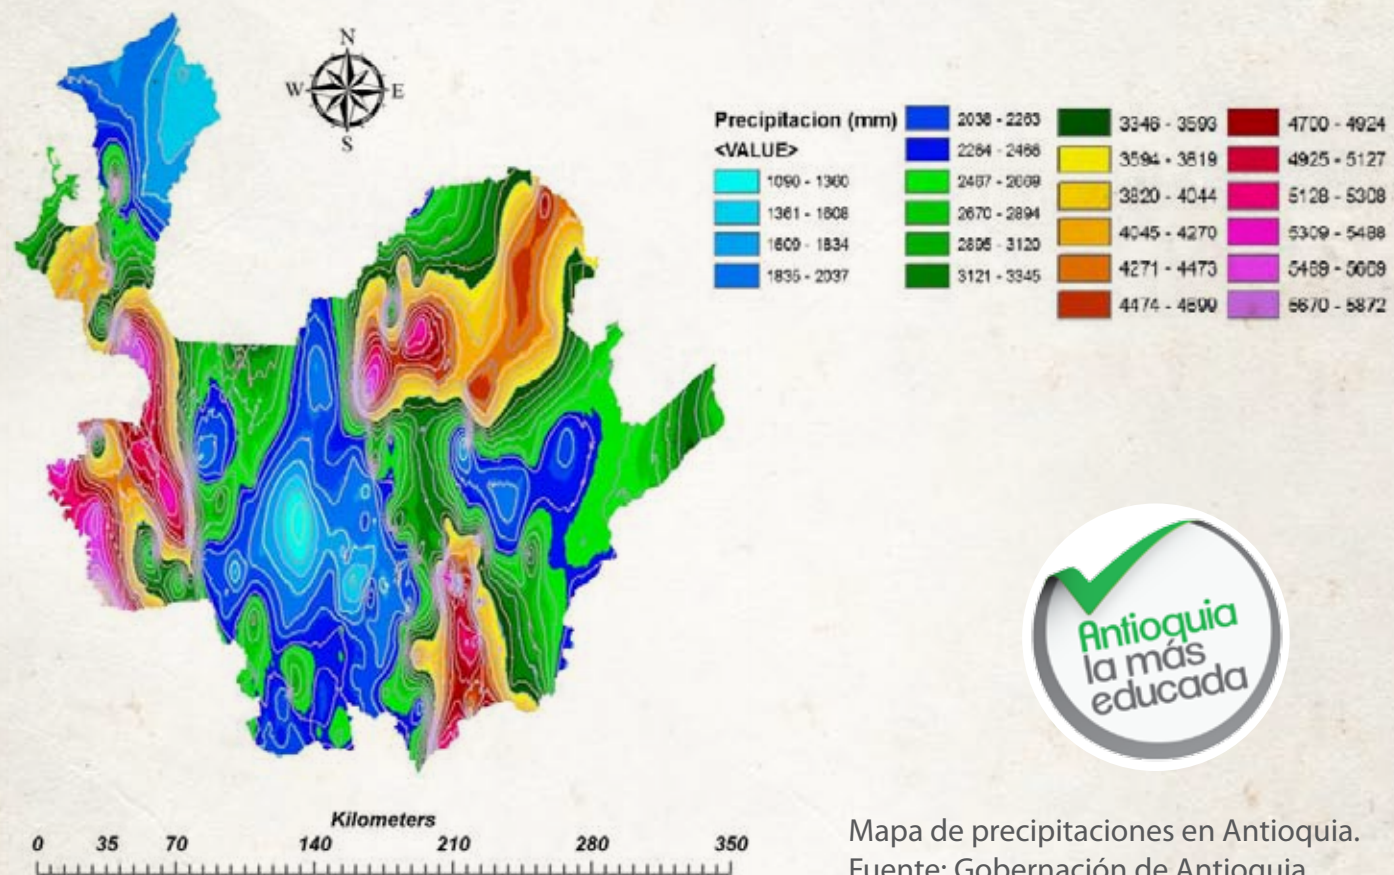 N
W E
S
Precipitacion (mm)
<VALUE>
1090 - 1360
1361 - 1608
1609 - 1834
1835 - 2037
2038 - 2263
2264 - 2466
2467 - 2669
2670 - 2894
2895 - 3120
3121 - 3345
3346 - 3593
3594 - 3819
3820 - 4044
4045 - 4270
4271 - 4473
4474 - 4699
4700 - 4924
4925 - 5127
5128 - 5308
5309 - 5488
5489 - 5669
5670 - 5872
Antioquia
la más
educada
Kilometers
0 35 70 140 210 280 350
Mapa de precipitaciones en Antioquia.
Fuente: Gobernación de Antioquia